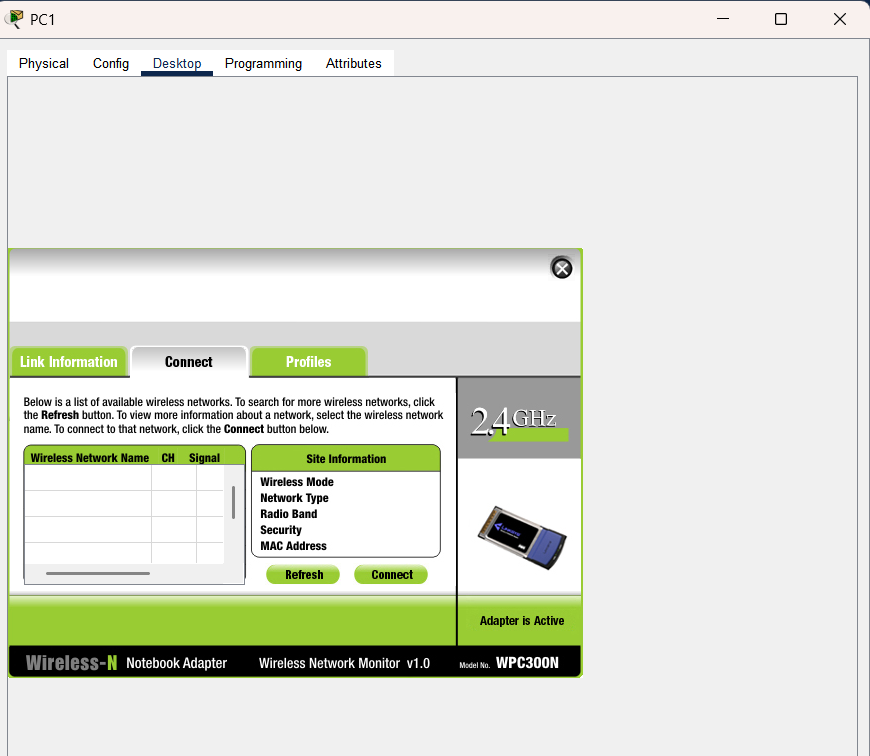 PC1
Physical Config Desktop Programming Attributes
Link Information Connect Profiles
Below is a list of available wireless networks. To search for more wireless networks, click
the Refresh button. To view more information about a network, select the wireless network
name. To connect to that network, click the Connect button below.
2.4GHz
Wireless Network Name CH Signal
Site Information
Wireless Mode
Network Type
Radio Band
Security
MAC Address
Refresh Connect
Adapter is Active
Wireless-N Notebook Adapter Wireless Network Monitor v1.0 Model No. WPC300N